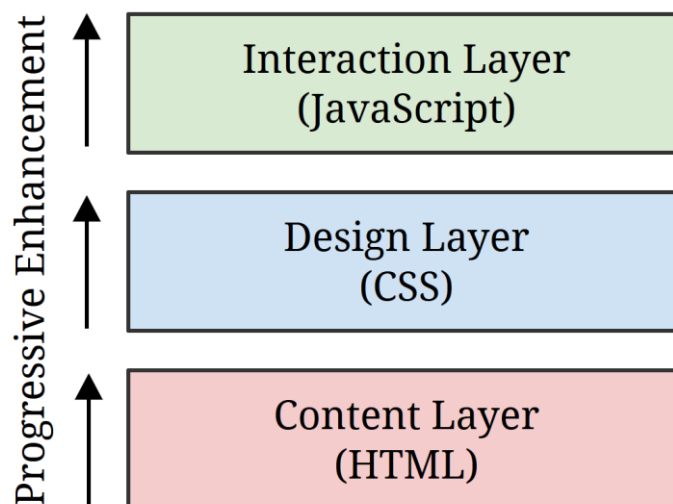 Progressive Enhancement
Interaction Layer
(JavaScript)
Design Layer
(CSS)
Content Layer
(HTML)